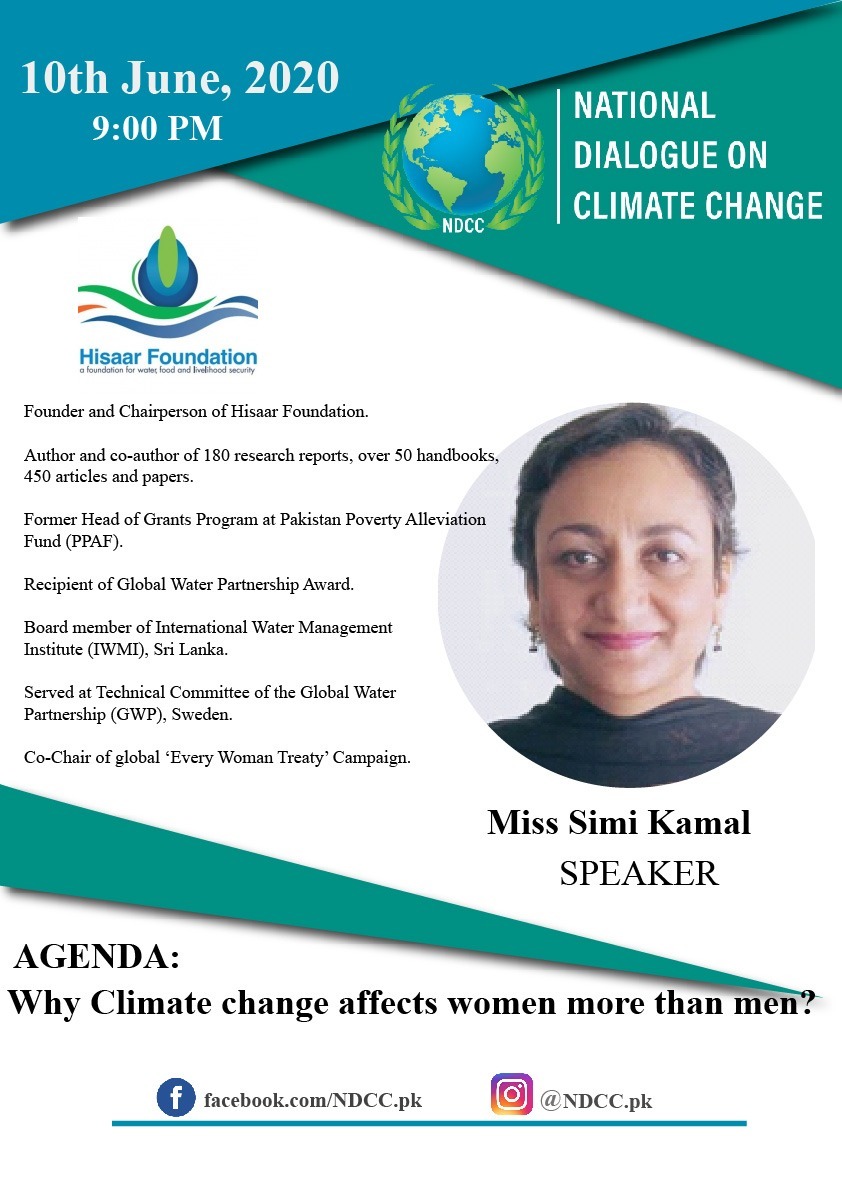 10th June, 2020
9:00 PM
NATIONAL
DIALOGUE ON
CLIMATE CHANGE
NDCC
Hisaar Foundation
a foundation for water, food and livelihood security
Founder and Chairperson of Hisaar Foundation.
Author and co-author of 180 research reports, over 50 handbooks,
450 articles and papers.
Former Head of Grants Program at Pakistan Poverty Alleviation
Fund (PPAF).
Recipient of Global Water Partnership Award.
Board member of International Water Management
Institute (IWMI), Sri Lanka.
Served at Technical Committee of the Global Water
Partnership (GWP), Sweden.
Co-Chair of global ‘Every Woman Treaty’ Campaign.
Miss Simi Kamal
SPEAKER
AGENDA:
Why Climate change affects women more than men?
facebook.com/NDCC.pk
@NDCC.pk